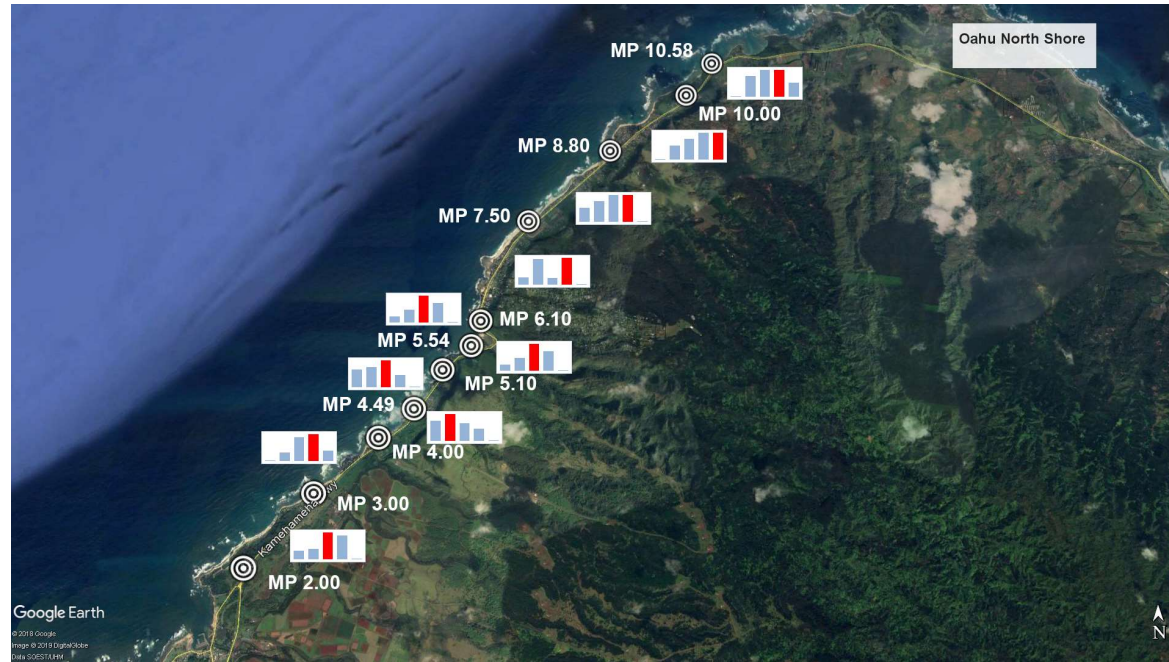 Oahu North Shore
MP 10.58
MP 10.00
MP 8.80
MP 7.50
MP 6.10
MP 5.54
MP 5.10
MP 4.49
MP 4.00
MP 3.00
Kamehameha Hwy
MP 2.00
Google Earth
© 2018 Google
Image © 2019 DigitalGlobe
Data SOEST/UHM
N